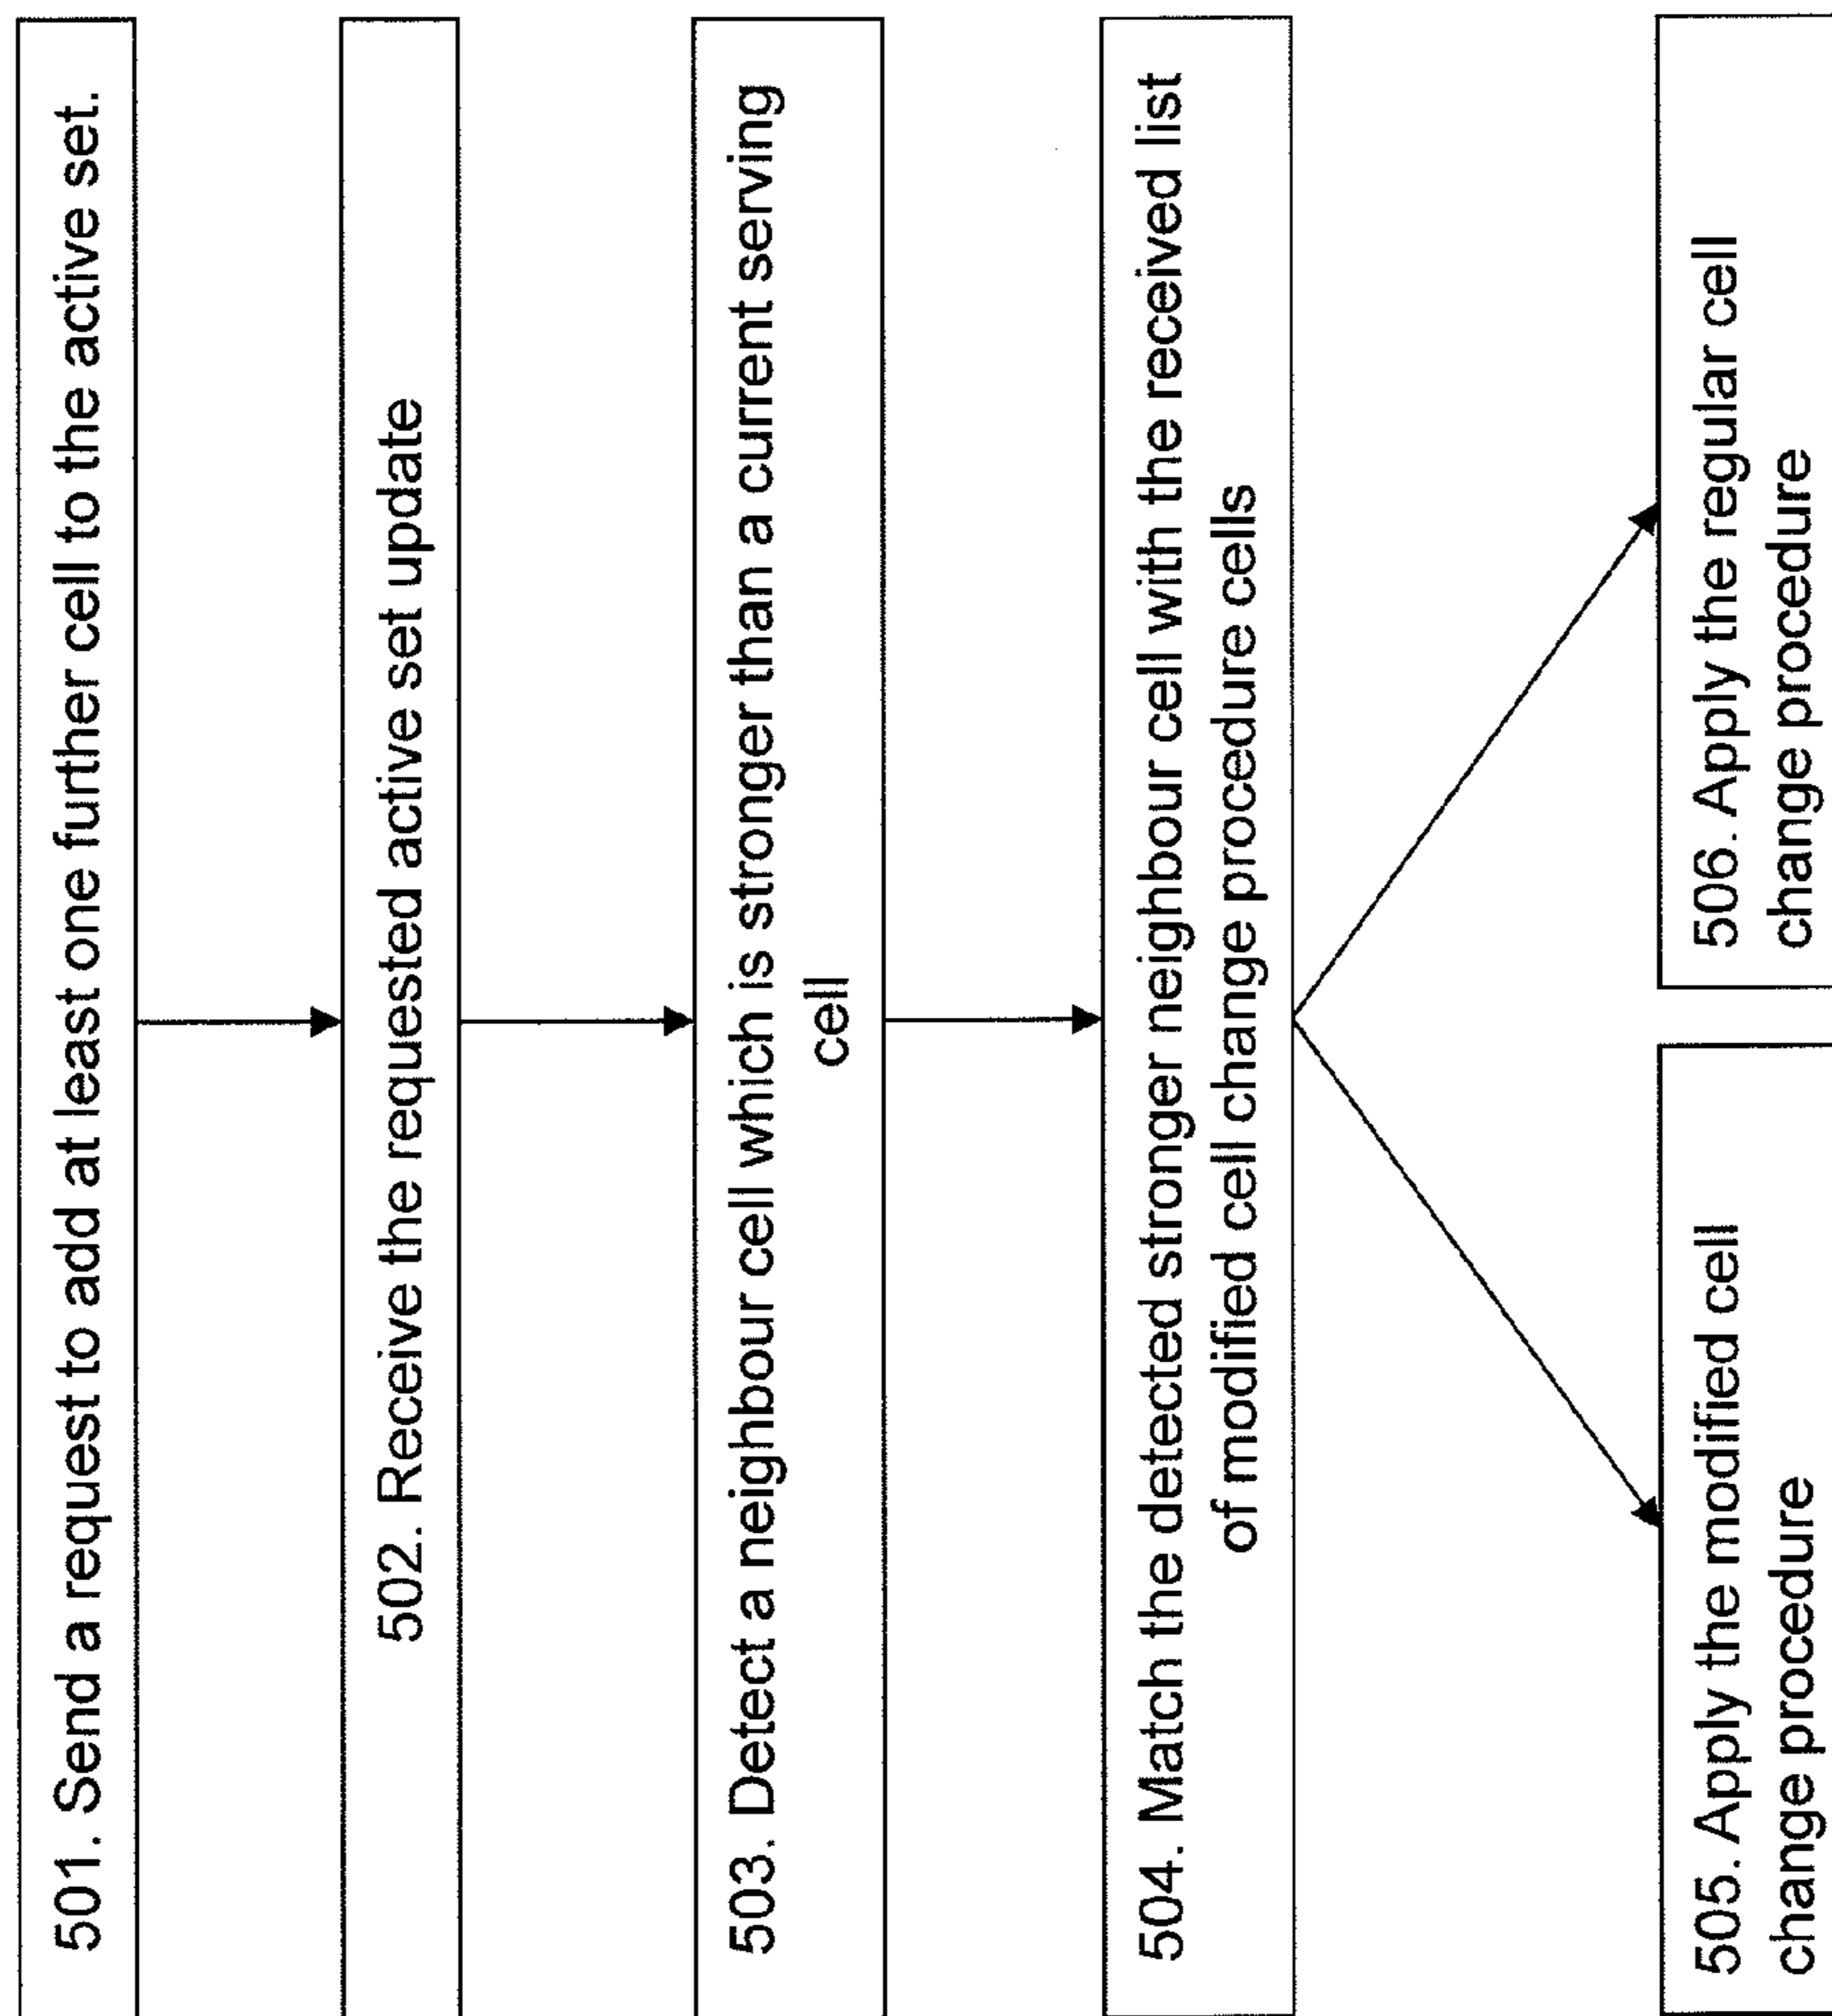 501. Send a request to add at least one further cell to the active set.
502. Receive the requested active set update
503. Detect a neighbour cell which is stronger than a current serving
cell
504. Match the detected stronger neighbour cell with the received list
of modified cell change procedure cells
505. Apply the modified cell
change procedure
506. Apply the regular cell
change procedure